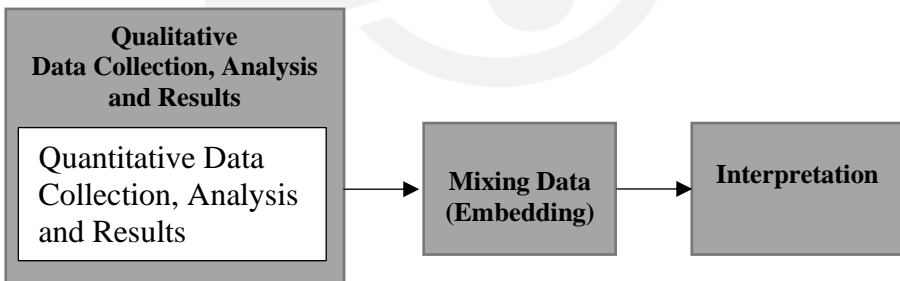 Qualitative
Data Collection, Analysis
and Results
Quantitative Data
Collection, Analysis
and Results
Mixing Data
(Embedding)
Interpretation